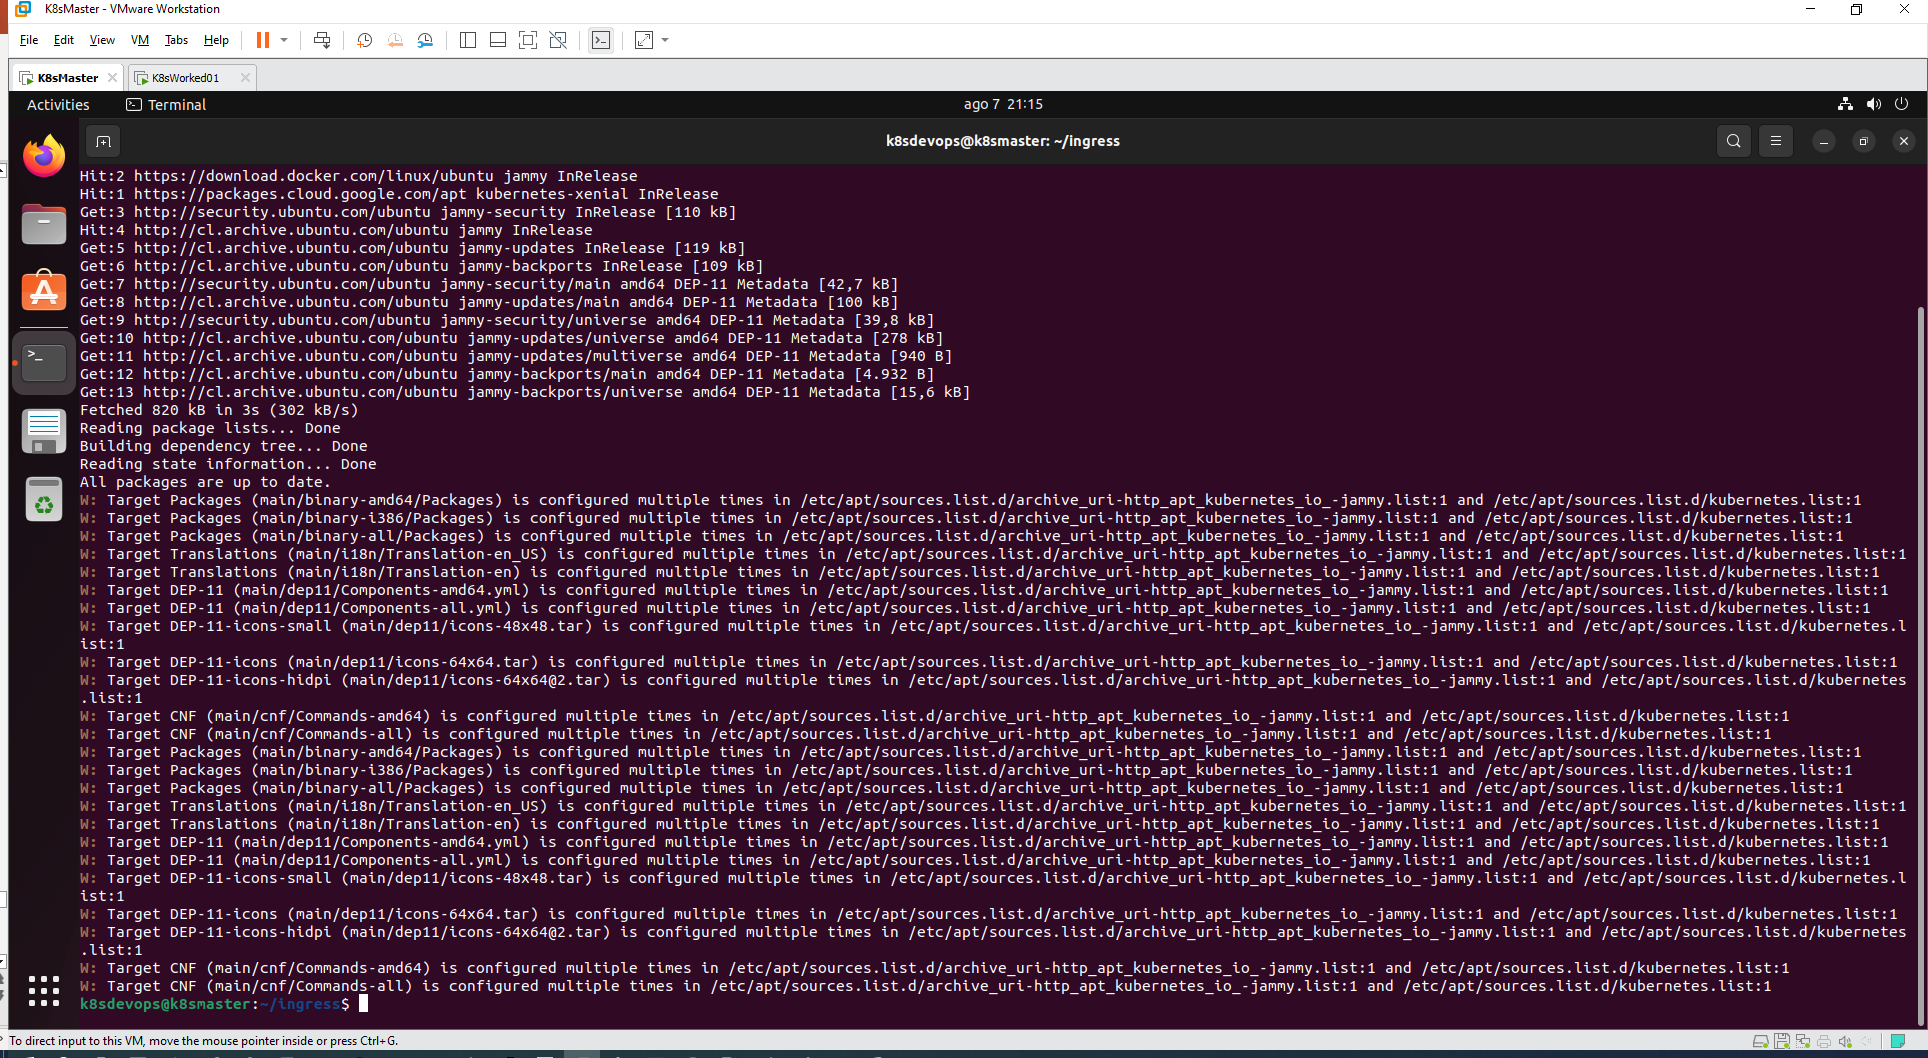 K8sMaster - VMware Workstation
File Edit View VM Tabs Help
K8sMaster K8sWorked01
Activities Terminal ago 7 21:15
k8sdevops@k8smaster: ~/ingress
Hit:2 https://download.docker.com/linux/ubuntu jammy InRelease
Hit:1 https://packages.cloud.google.com/apt kubernetes-xenial InRelease
Get:3 http://security.ubuntu.com/ubuntu jammy-security InRelease [110 kB]
Hit:4 http://cl.archive.ubuntu.com/ubuntu jammy InRelease
Get:5 http://cl.archive.ubuntu.com/ubuntu jammy-updates InRelease [119 kB]
Get:6 http://cl.archive.ubuntu.com/ubuntu jammy-backports InRelease [109 kB]
Get:7 http://security.ubuntu.com/ubuntu jammy-security/main amd64 DEP-11 Metadata [42,7 kB]
Get:8 http://cl.archive.ubuntu.com/ubuntu jammy-updates/main amd64 DEP-11 Metadata [100 kB]
Get:9 http://security.ubuntu.com/ubuntu jammy-security/universe amd64 DEP-11 Metadata [39,8 kB]
Get:10 http://cl.archive.ubuntu.com/ubuntu jammy-updates/universe amd64 DEP-11 Metadata [278 kB]
Get:11 http://cl.archive.ubuntu.com/ubuntu jammy-updates/multiverse amd64 DEP-11 Metadata [940 B]
Get:12 http://cl.archive.ubuntu.com/ubuntu jammy-backports/main amd64 DEP-11 Metadata [4.932 B]
Get:13 http://cl.archive.ubuntu.com/ubuntu jammy-backports/universe amd64 DEP-11 Metadata [15,6 kB]
Fetched 820 kB in 3s (302 kB/s)
Reading package lists... Done
Building dependency tree... Done
Reading state information... Done
All packages are up to date.
W: Target Packages (main/binary-amd64/Packages) is configured multiple times in /etc/apt/sources.list.d/archive_uri-http_apt_kubernetes_io_-jammy.list:1 and /etc/apt/sources.list.d/kubernetes.list:1
W: Target Packages (main/binary-i386/Packages) is configured multiple times in /etc/apt/sources.list.d/archive_uri-http_apt_kubernetes_io_-jammy.list:1 and /etc/apt/sources.list.d/kubernetes.list:1
W: Target Packages (main/binary-all/Packages) is configured multiple times in /etc/apt/sources.list.d/archive_uri-http_apt_kubernetes_io_-jammy.list:1 and /etc/apt/sources.list.d/kubernetes.list:1
W: Target Translations (main/i18n/Translation-en_US) is configured multiple times in /etc/apt/sources.list.d/archive_uri-http_apt_kubernetes_io_-jammy.list:1 and /etc/apt/sources.list.d/kubernetes.list:1
W: Target Translations (main/i18n/Translation-en) is configured multiple times in /etc/apt/sources.list.d/archive_uri-http_apt_kubernetes_io_-jammy.list:1 and /etc/apt/sources.list.d/kubernetes.list:1
W: Target DEP-11 (main/dep11/Components-amd64.yml) is configured multiple times in /etc/apt/sources.list.d/archive_uri-http_apt_kubernetes_io_-jammy.list:1 and /etc/apt/sources.list.d/kubernetes.list:1
W: Target DEP-11 (main/dep11/Components-all.yml) is configured multiple times in /etc/apt/sources.list.d/archive_uri-http_apt_kubernetes_io_-jammy.list:1 and /etc/apt/sources.list.d/kubernetes.list:1
W: Target DEP-11-icons-small (main/dep11/icons-48x48.tar) is configured multiple times in /etc/apt/sources.list.d/archive_uri-http_apt_kubernetes_io_-jammy.list:1 and /etc/apt/sources.list.d/kubernetes.l
ist:1
W: Target DEP-11-icons (main/dep11/icons-64x64.tar) is configured multiple times in /etc/apt/sources.list.d/archive_uri-http_apt_kubernetes_io_-jammy.list:1 and /etc/apt/sources.list.d/kubernetes.list:1
W: Target DEP-11-icons-hidpi (main/dep11/icons-64x64@2.tar) is configured multiple times in /etc/apt/sources.list.d/archive_uri-http_apt_kubernetes_io_-jammy.list:1 and /etc/apt/sources.list.d/kubernetes
.list:1
W: Target CNF (main/cnf/Commands-amd64) is configured multiple times in /etc/apt/sources.list.d/archive_uri-http_apt_kubernetes_io_-jammy.list:1 and /etc/apt/sources.list.d/kubernetes.list:1
W: Target CNF (main/cnf/Commands-all) is configured multiple times in /etc/apt/sources.list.d/archive_uri-http_apt_kubernetes_io_-jammy.list:1 and /etc/apt/sources.list.d/kubernetes.list:1
W: Target Packages (main/binary-amd64/Packages) is configured multiple times in /etc/apt/sources.list.d/archive_uri-http_apt_kubernetes_io_-jammy.list:1 and /etc/apt/sources.list.d/kubernetes.list:1
W: Target Packages (main/binary-i386/Packages) is configured multiple times in /etc/apt/sources.list.d/archive_uri-http_apt_kubernetes_io_-jammy.list:1 and /etc/apt/sources.list.d/kubernetes.list:1
W: Target Packages (main/binary-all/Packages) is configured multiple times in /etc/apt/sources.list.d/archive_uri-http_apt_kubernetes_io_-jammy.list:1 and /etc/apt/sources.list.d/kubernetes.list:1
W: Target Translations (main/i18n/Translation-en_US) is configured multiple times in /etc/apt/sources.list.d/archive_uri-http_apt_kubernetes_io_-jammy.list:1 and /etc/apt/sources.list.d/kubernetes.list:1
W: Target Translations (main/i18n/Translation-en) is configured multiple times in /etc/apt/sources.list.d/archive_uri-http_apt_kubernetes_io_-jammy.list:1 and /etc/apt/sources.list.d/kubernetes.list:1
W: Target DEP-11 (main/dep11/Components-amd64.yml) is configured multiple times in /etc/apt/sources.list.d/archive_uri-http_apt_kubernetes_io_-jammy.list:1 and /etc/apt/sources.list.d/kubernetes.list:1
W: Target DEP-11 (main/dep11/Components-all.yml) is configured multiple times in /etc/apt/sources.list.d/archive_uri-http_apt_kubernetes_io_-jammy.list:1 and /etc/apt/sources.list.d/kubernetes.list:1
W: Target DEP-11-icons-small (main/dep11/icons-48x48.tar) is configured multiple times in /etc/apt/sources.list.d/archive_uri-http_apt_kubernetes_io_-jammy.list:1 and /etc/apt/sources.list.d/kubernetes.l
ist:1
W: Target DEP-11-icons (main/dep11/icons-64x64.tar) is configured multiple times in /etc/apt/sources.list.d/archive_uri-http_apt_kubernetes_io_-jammy.list:1 and /etc/apt/sources.list.d/kubernetes.list:1
W: Target DEP-11-icons-hidpi (main/dep11/icons-64x64@2.tar) is configured multiple times in /etc/apt/sources.list.d/archive_uri-http_apt_kubernetes_io_-jammy.list:1 and /etc/apt/sources.list.d/kubernetes
.list:1
W: Target CNF (main/cnf/Commands-amd64) is configured multiple times in /etc/apt/sources.list.d/archive_uri-http_apt_kubernetes_io_-jammy.list:1 and /etc/apt/sources.list.d/kubernetes.list:1
W: Target CNF (main/cnf/Commands-all) is configured multiple times in /etc/apt/sources.list.d/archive_uri-http_apt_kubernetes_io_-jammy.list:1 and /etc/apt/sources.list.d/kubernetes.list:1
k8sdevops@k8smaster:~/ingress$
To direct input to this VM, move the mouse pointer inside or press Ctrl+G.